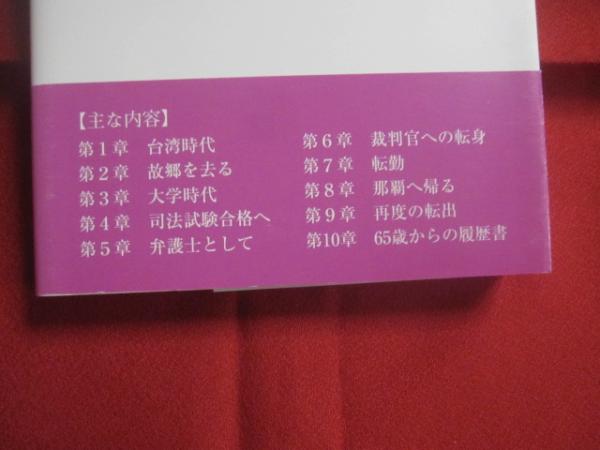 【主な内容】
第1章 台湾時代
第2章 故郷を去る
第3章 大学時代
第4章 司法試験合格へ
第5章 弁護士として
第6章 裁判官への転身
第7章 転勤
第8章 那覇へ帰る
第9章 再度の転出
第10章 65歳からの履歴書